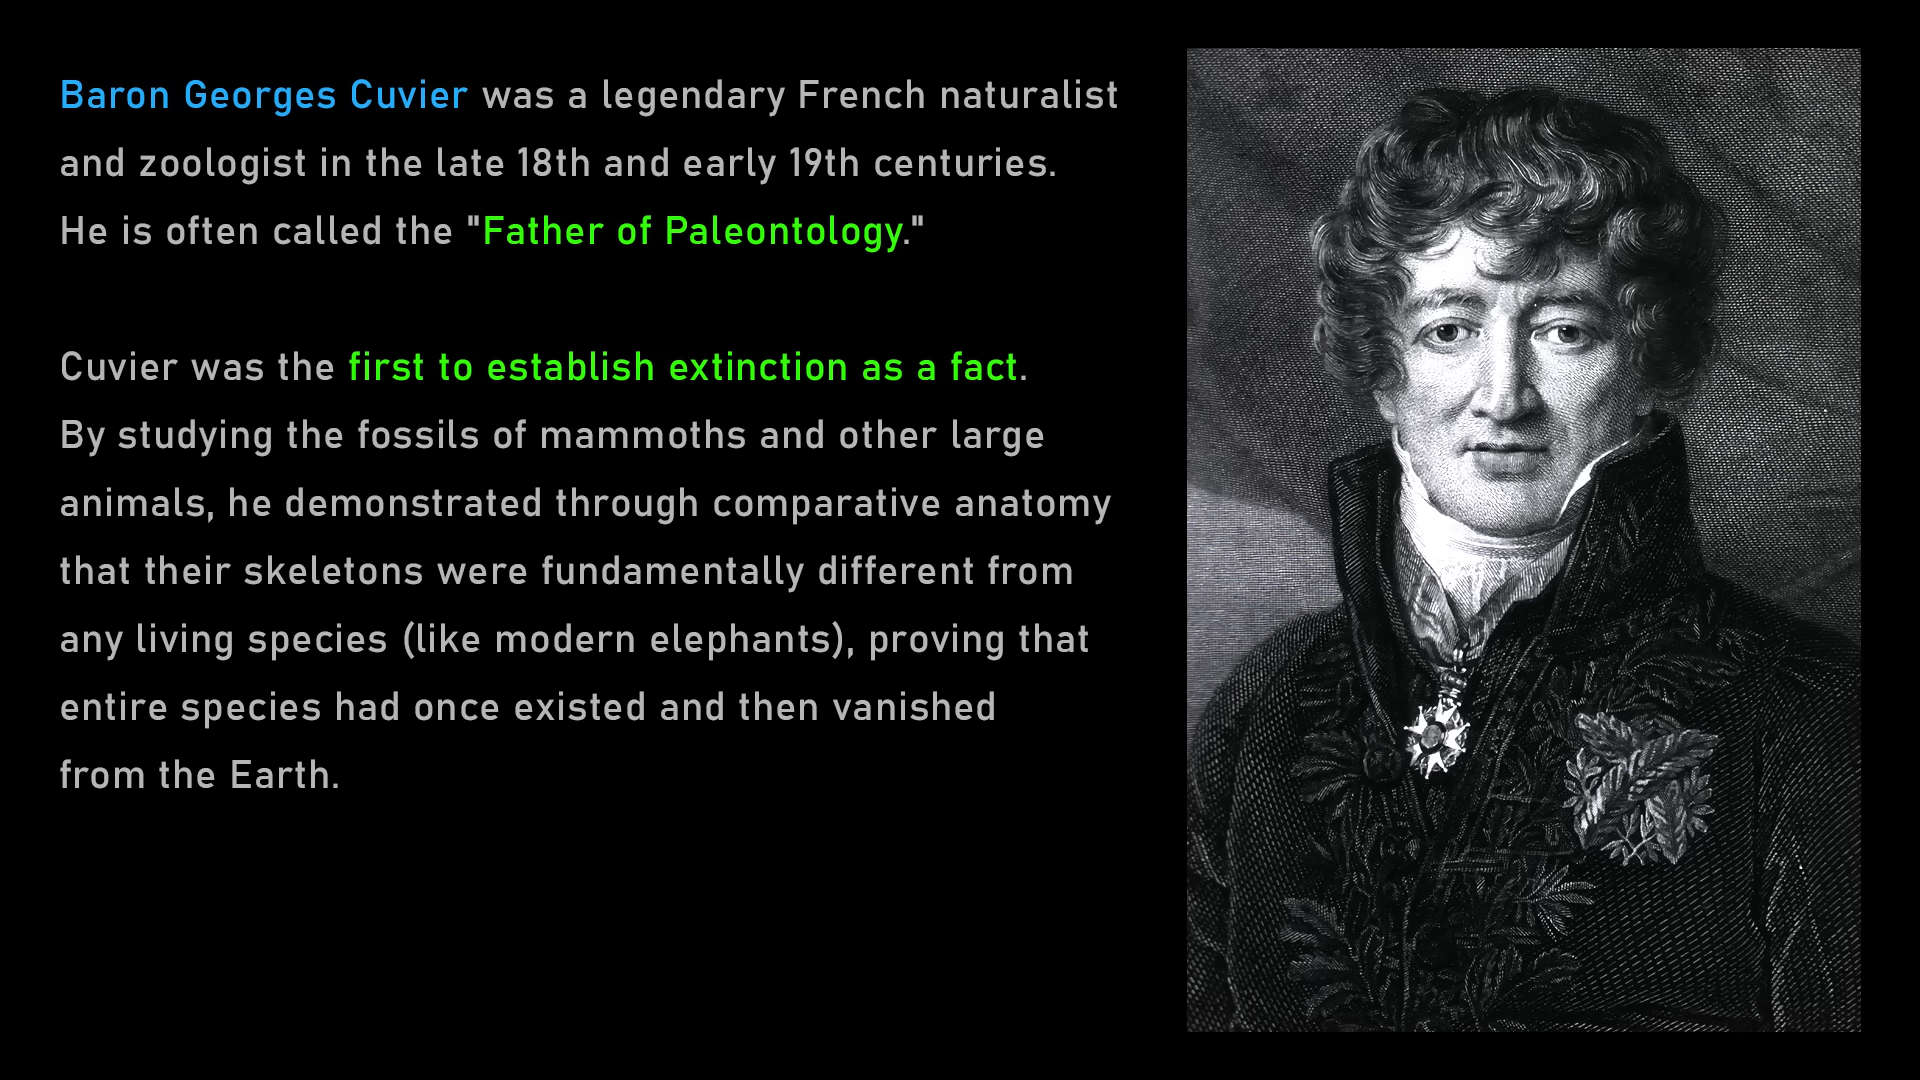 Baron Georges Cuvier was a legendary French naturalist
and zoologist in the late 18th and early 19th centuries.
He is often called the "Father of Paleontology."
Cuvier was the first to establish extinction as a fact.
By studying the fossils of mammoths and other large
animals, he demonstrated through comparative anatomy
that their skeletons were fundamentally different from
any living species (like modern elephants), proving that
entire species had once existed and then vanished
from the Earth.